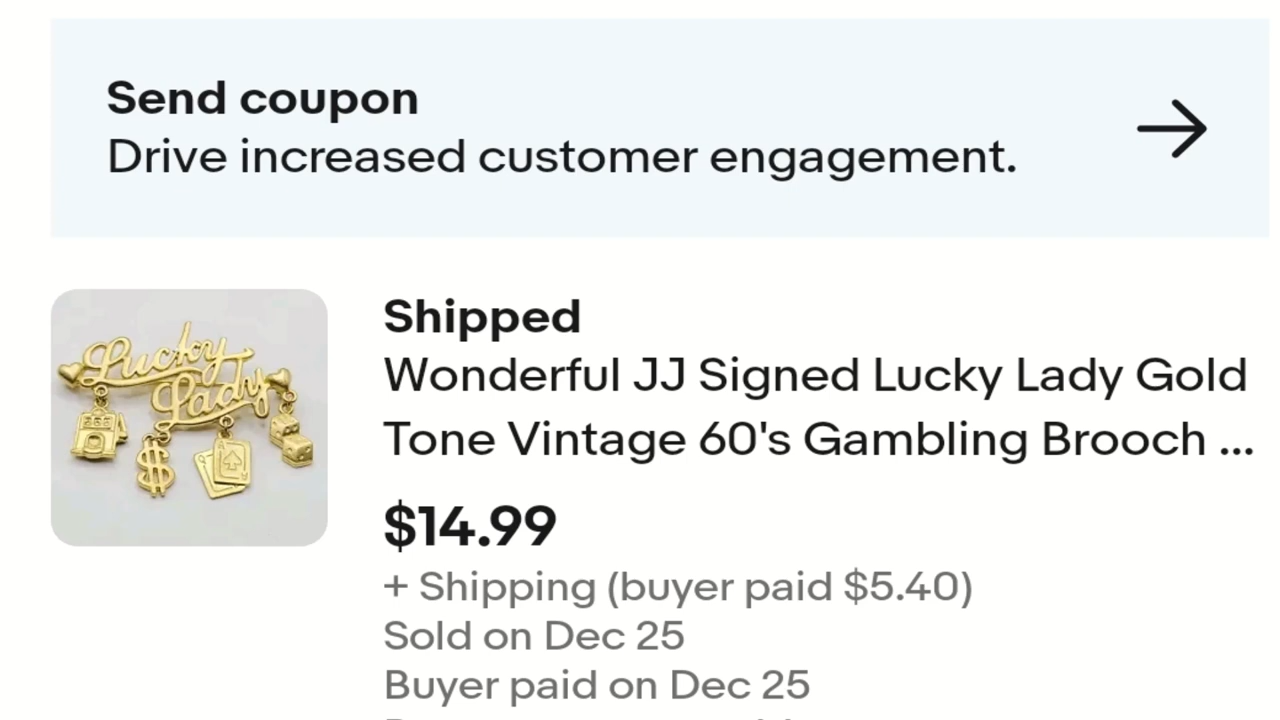 Send coupon
Drive increased customer engagement.
Lucky
Lady
Shipped
Wonderful JJ Signed Lucky Lady Gold
Tone Vintage 60's Gambling Brooch ...
$14.99
+ Shipping (buyer paid $5.40)
Sold on Dec 25
Buyer paid on Dec 25